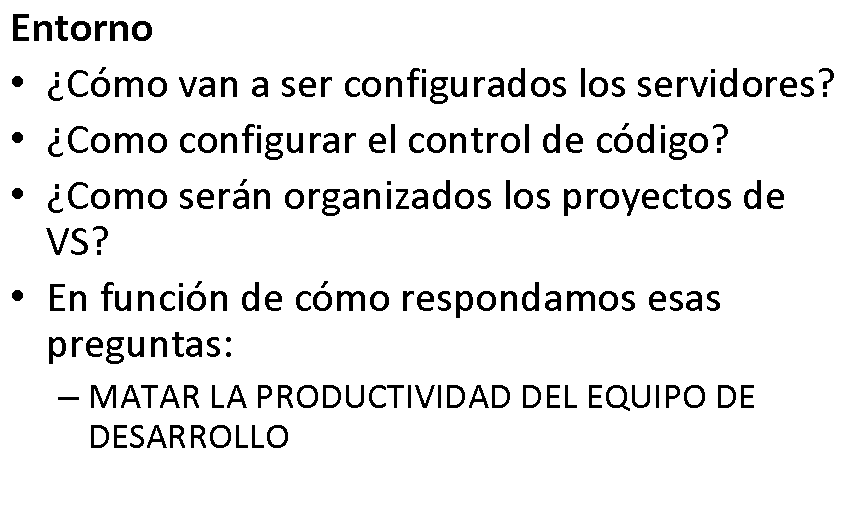 Entorno
• ¿Cómo van a ser configurados los servidores?
• ¿Como configurar el control de código?
• ¿Como serán organizados los proyectos de
VS?
• En función de cómo respondamos esas
preguntas:
– MATAR LA PRODUCTIVIDAD DEL EQUIPO DE
DESARROLLO